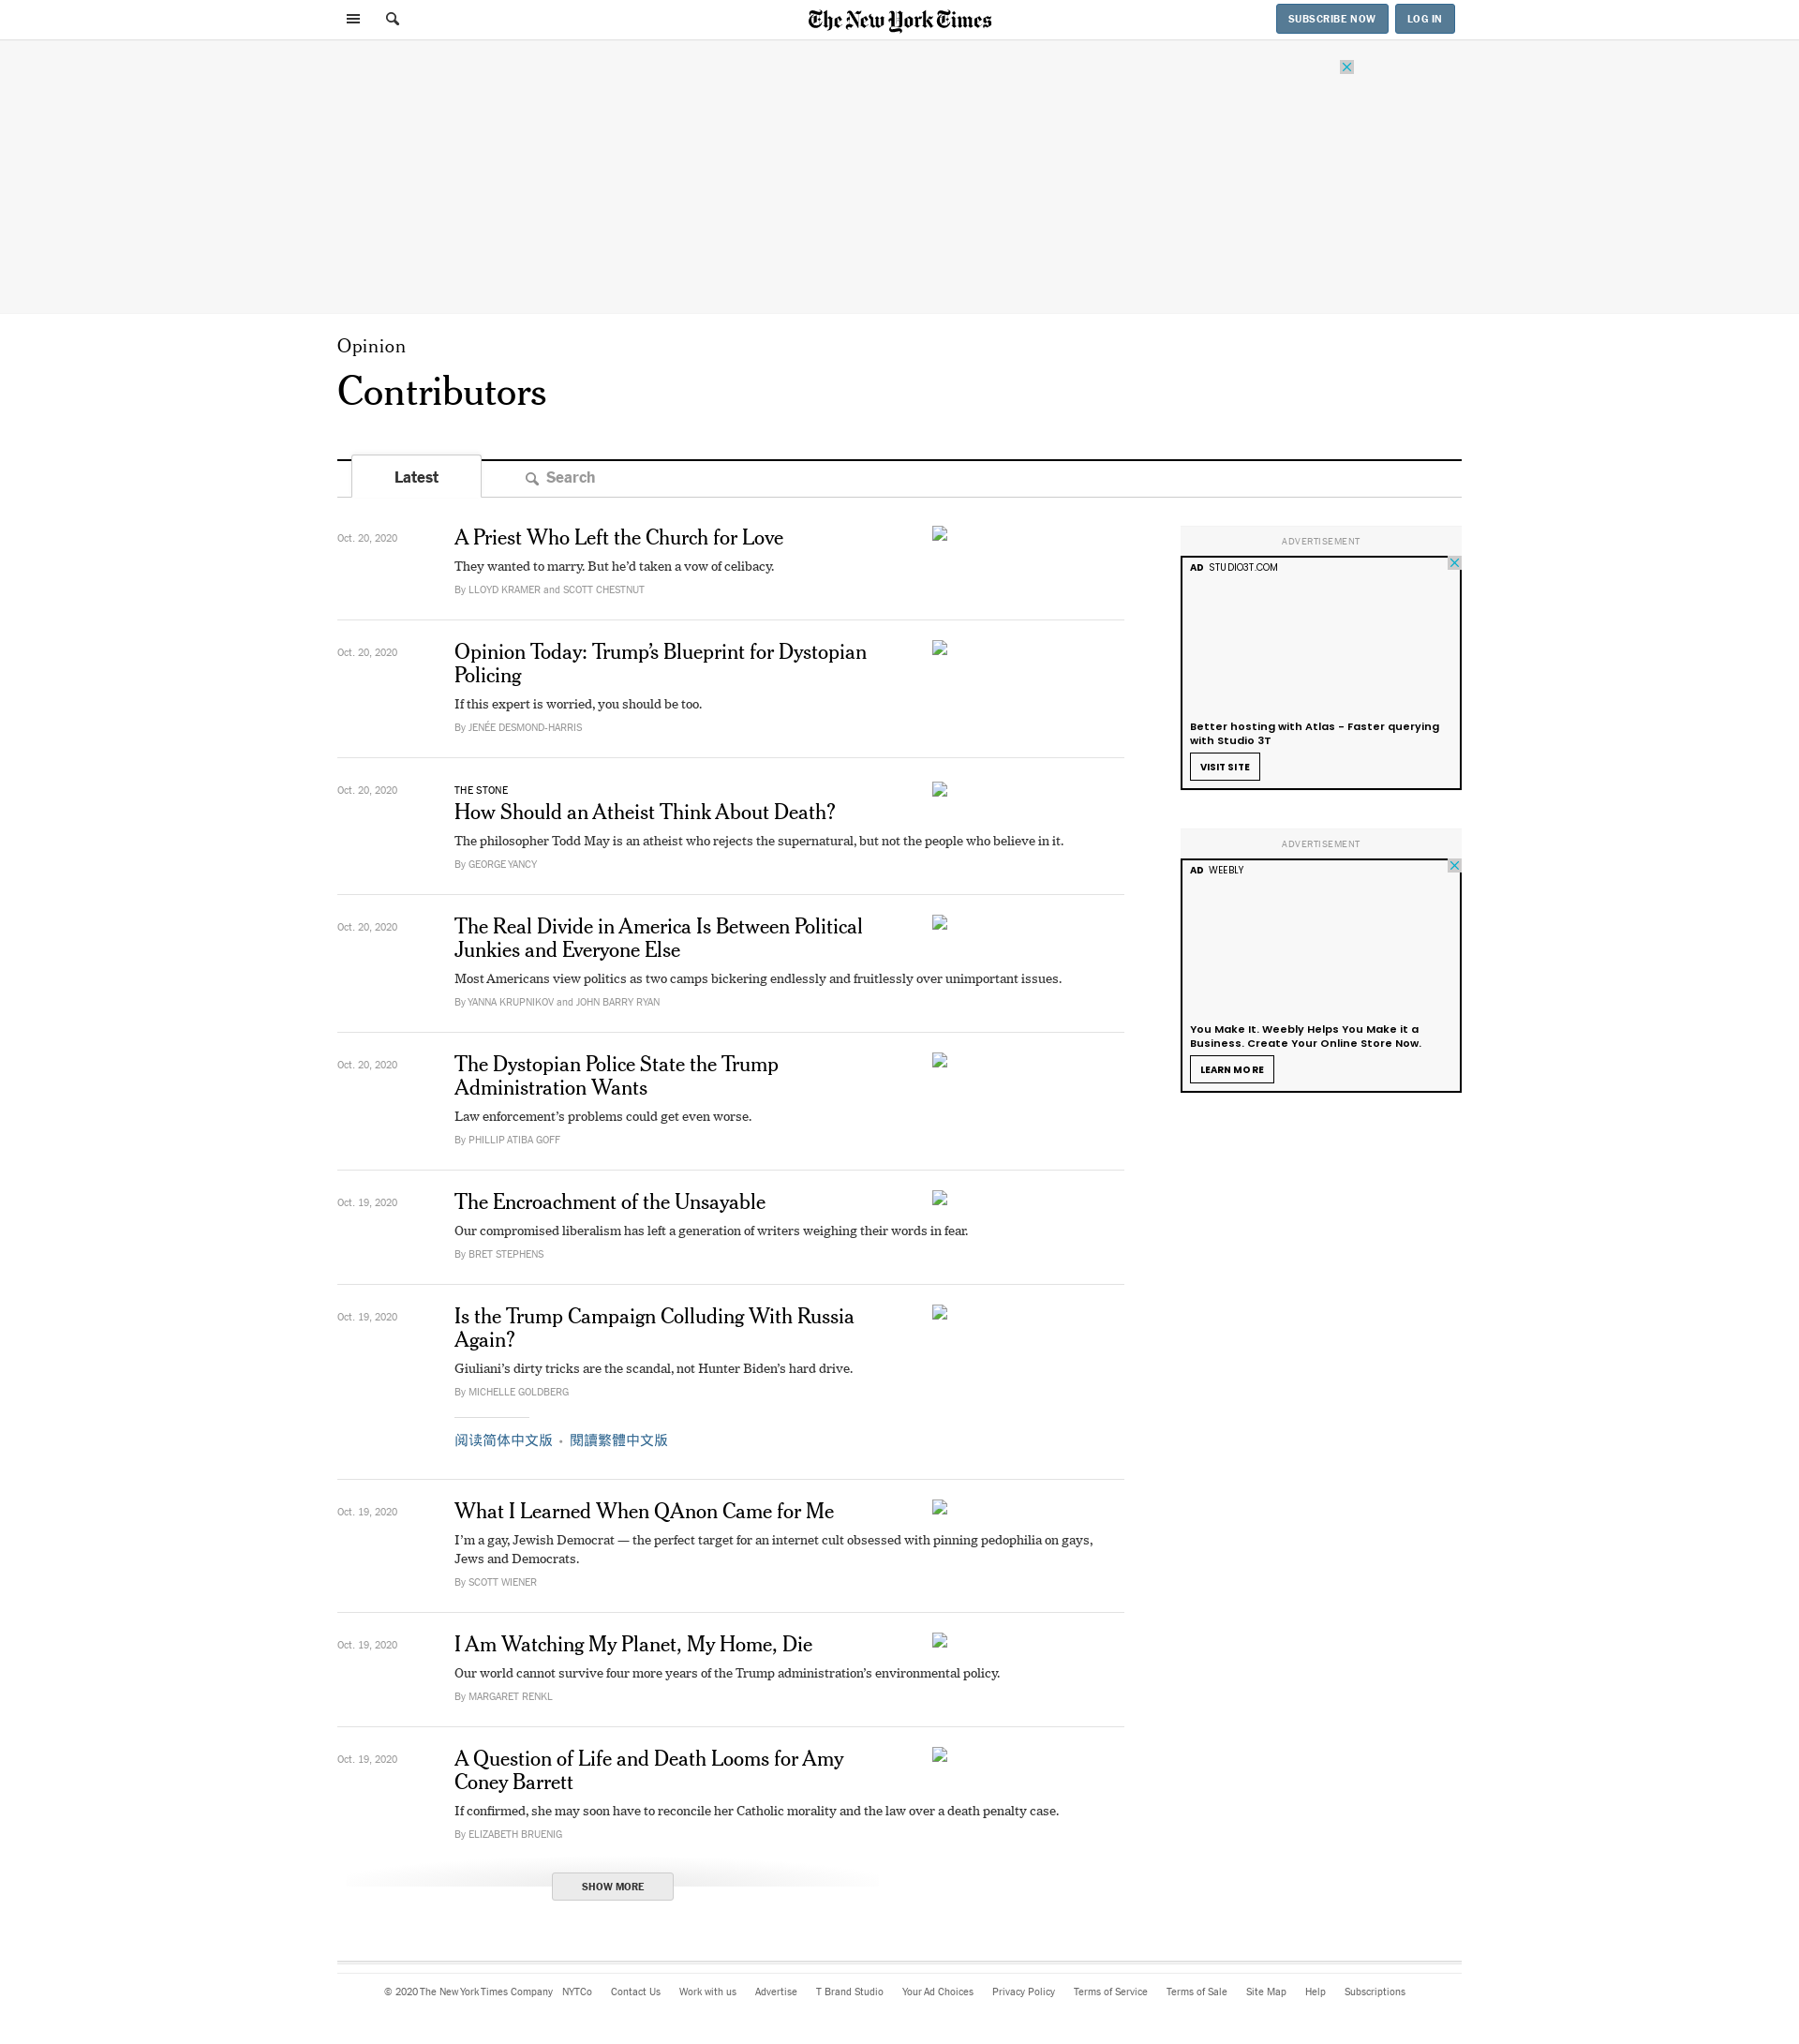 The New York Times
SUBSCRIBE NOW
LOG IN
Opinion
Contributors
Latest
Search
Oct. 20, 2020
A Priest Who Left the Church for Love
They wanted to marry. But he’d taken a vow of celibacy.
By LLOYD KRAMER and SCOTT CHESTNUT
Oct. 20, 2020
Opinion Today: Trump’s Blueprint for Dystopian
Policing
If this expert is worried, you should be too.
By JENÉE DESMOND-HARRIS
Oct. 20, 2020
THE STONE
How Should an Atheist Think About Death?
The philosopher Todd May is an atheist who rejects the supernatural, but not the people who believe in it.
By GEORGE YANCY
Oct. 20, 2020
The Real Divide in America Is Between Political
Junkies and Everyone Else
Most Americans view politics as two camps bickering endlessly and fruitlessly over unimportant issues.
By YANNA KRUPNIKOV and JOHN BARRY RYAN
Oct. 20, 2020
The Dystopian Police State the Trump
Administration Wants
Law enforcement’s problems could get even worse.
By PHILLIP ATIBA GOFF
Oct. 19, 2020
The Encroachment of the Unsayable
Our compromised liberalism has left a generation of writers weighing their words in fear.
By BRET STEPHENS
Oct. 19, 2020
Is the Trump Campaign Colluding With Russia
Again?
Giuliani’s dirty tricks are the scandal, not Hunter Biden’s hard drive.
By MICHELLE GOLDBERG
阅读简体中文版 • 閱讀繁體中文版
Oct. 19, 2020
What I Learned When QAnon Came for Me
I’m a gay, Jewish Democrat — the perfect target for an internet cult obsessed with pinning pedophilia on gays,
Jews and Democrats.
By SCOTT WIENER
Oct. 19, 2020
I Am Watching My Planet, My Home, Die
Our world cannot survive four more years of the Trump administration’s environmental policy.
By MARGARET RENKL
Oct. 19, 2020
A Question of Life and Death Looms for Amy
Coney Barrett
If confirmed, she may soon have to reconcile her Catholic morality and the law over a death penalty case.
By ELIZABETH BRUENIG
SHOW MORE
ADVERTISEMENT
AD STUDIO3T.COM
Better hosting with Atlas - Faster querying
with Studio 3T
VISIT SITE
ADVERTISEMENT
AD WEEBLY
You Make It. Weebly Helps You Make it a
Business. Create Your Online Store Now.
LEARN MORE
© 2020 The New York Times Company NYTCo Contact Us Work with us Advertise T Brand Studio Your Ad Choices Privacy Policy Terms of Service Terms of Sale Site Map Help Subscriptions